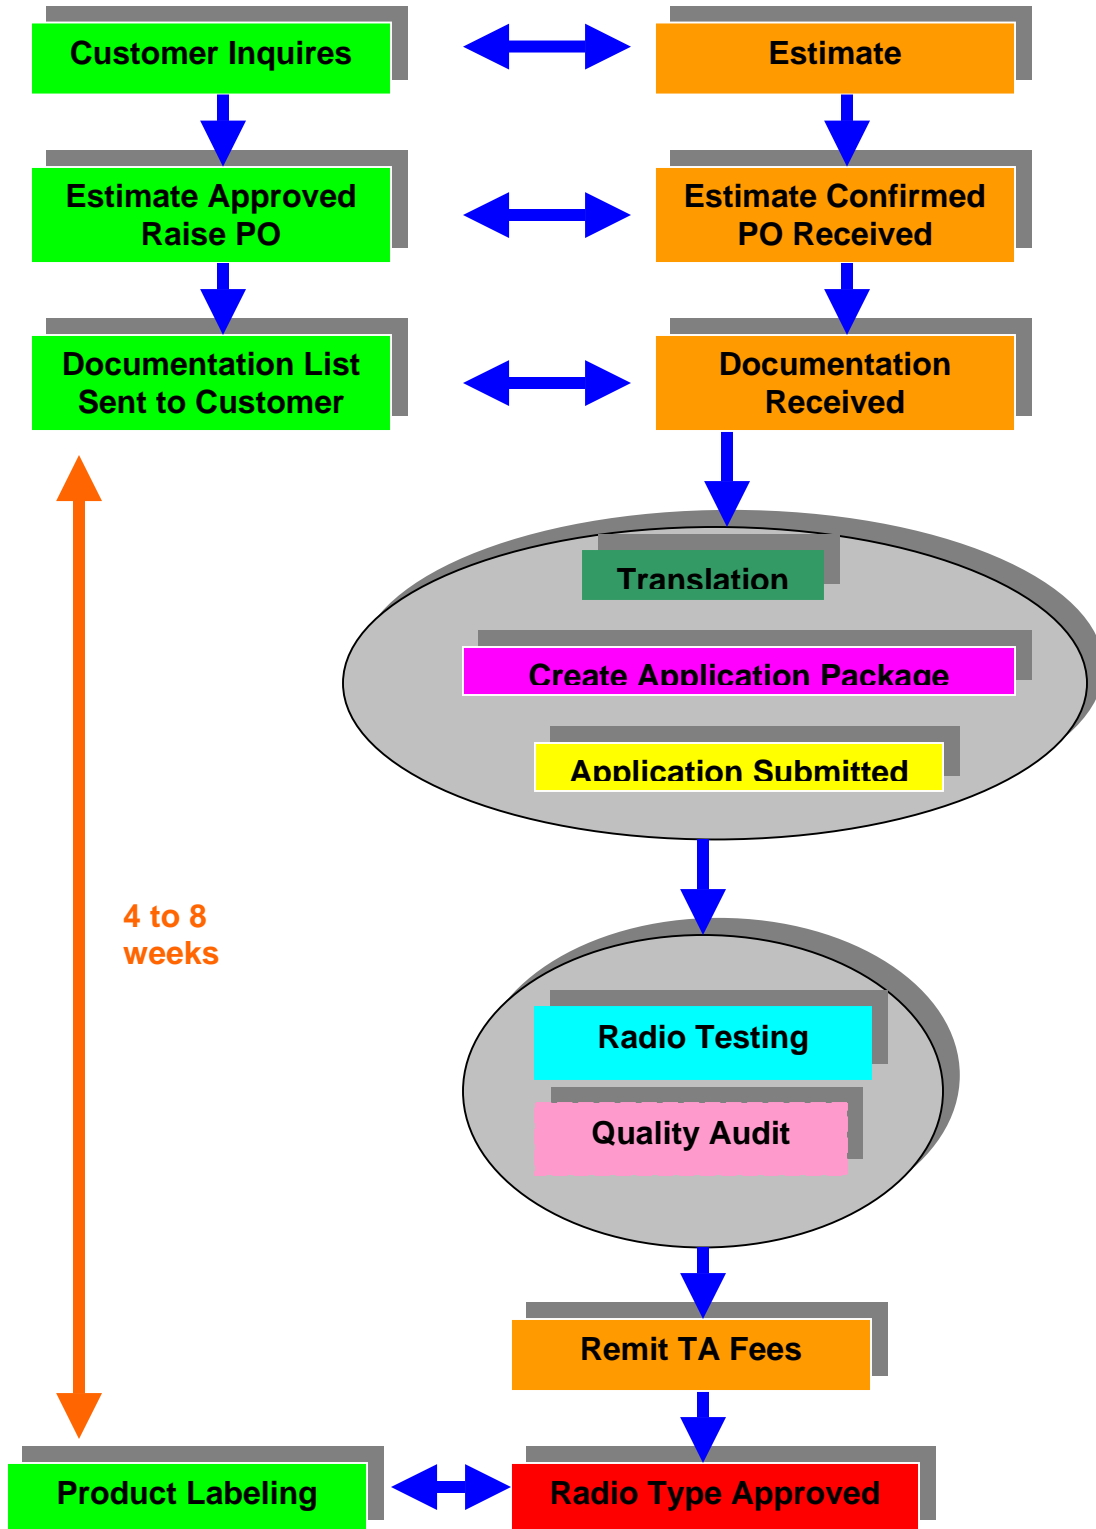 Customer Inquires
Estimate
Estimate Approved
Raise PO
Estimate Confirmed
PO Received
Documentation List
Sent to Customer
Documentation
Received
Translation
Create Application Package
Application Submitted
4 to 8
weeks
Radio Testing
Quality Audit
Remit TA Fees
Product Labeling
Radio Type Approved